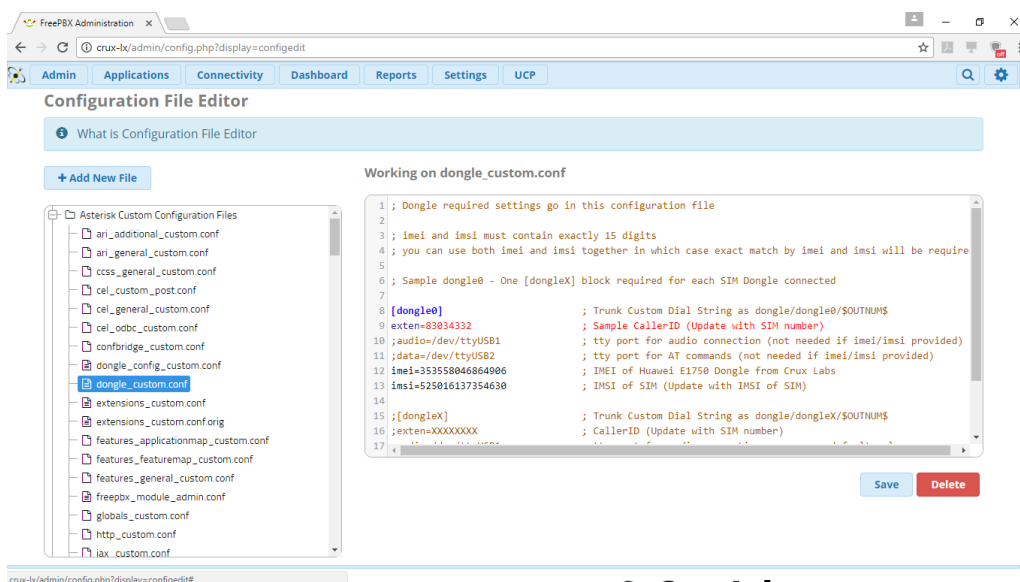 FreePBX Administration
crux-lx/admin/config.php?display=configedit
off
Admin Applications Connectivity Dashboard Reports Settings UCP
Configuration File Editor
What is Configuration File Editor
+ Add New File
Asterisk Custom Configuration Files
ari_additional_custom.conf
ari_general_custom.conf
ccss_general_custom.conf
cel_custom_post.conf
cel_general_custom.conf
cel_odbc_custom.conf
confbridge_custom.conf
dongle_config_custom.conf
dongle_custom.conf
extensions_custom.conf
extensions_custom.conf.orig
features_applicationmap_custom.conf
features_featuremap_custom.conf
features_general_custom.conf
freepbx_module_admin.conf
globals_custom.conf
http_custom.conf
iax_custom.conf
Working on dongle_custom.conf
1 ; Dongle required settings go in this configuration file
2
3 ; imei and imsi must contain exactly 15 digits
4 ; you can use both imei and imsi together in which case exact match by imei and imsi will be require
5
6 ; Sample dongle0 - One [dongleX] block required for each SIM Dongle connected
7
8 [dongle0] ; Trunk Custom Dial String as dongle/dongle0/$OUTNUM$
9 exten=83034332 ; Sample CallerID (Update with SIM number)
10 ;audio=/dev/ttyUSB1 ; tty port for audio connection (not needed if imei/imsi provided)
11 ;data=/dev/ttyUSB2 ; tty port for AT commands (not needed if imei/imsi provided)
12 imei=353558046864906 ; IMEI of Huawei E1750 Dongle from Crux Labs
13 imsi=525016137354630 ; IMSI of SIM (Update with IMSI of SIM)
14
15 ;[dongleX] ; Trunk Custom Dial String as dongle/dongleX/$OUTNUM$
16 ;exten=XXXXXXXX ; CallerID (Update with SIM number)
17
Save Delete
crux-lx/admin/config.php?display=configedit#